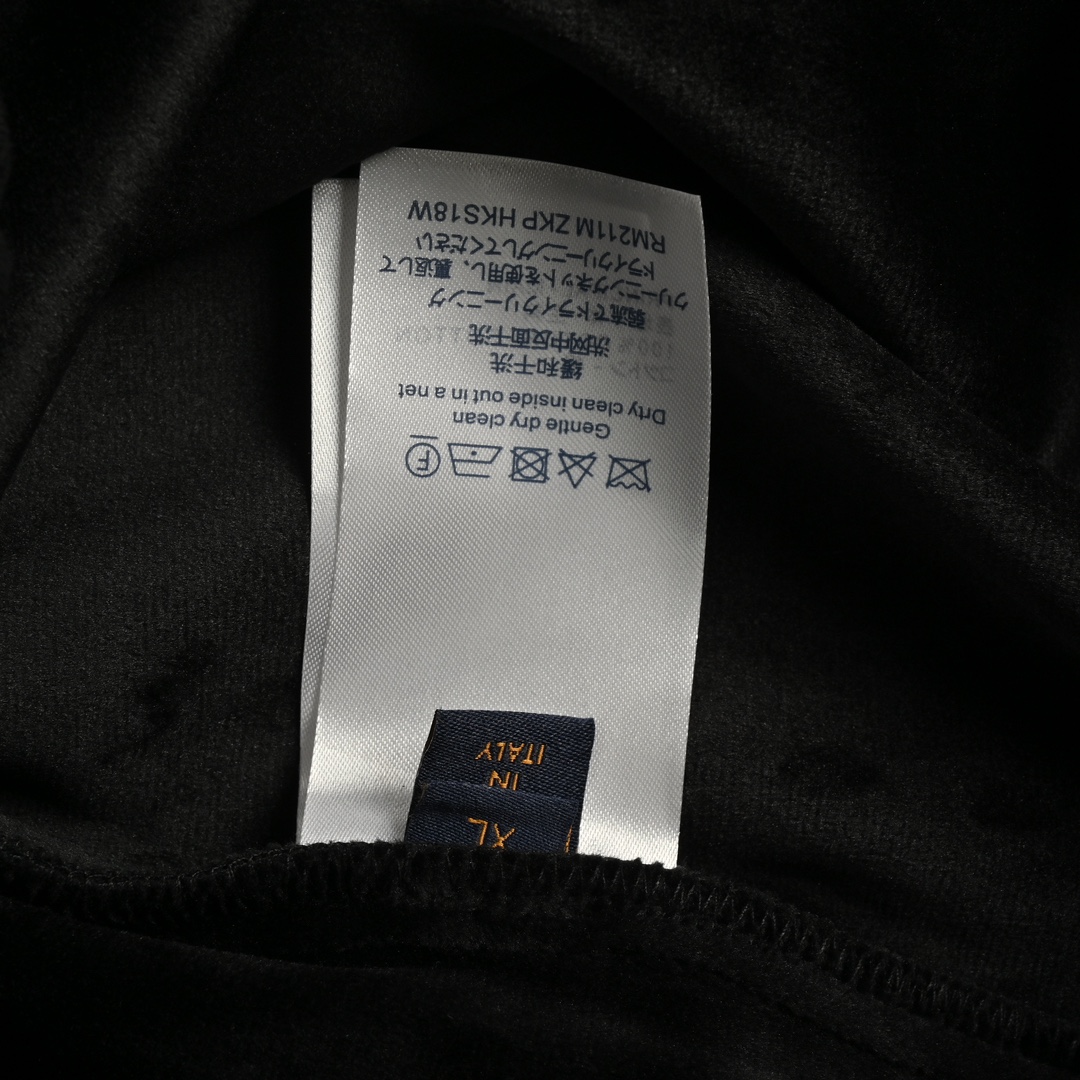 XL
IN
ITALY
F
Gentle dry clean
Drty clean inside out in a net
缓和干洗
洗网中反面干洗
弱流でドライクリーニング
クリーニングネットを使用し、裏返して
ドライクリーニングしてください
RM211M ZKP HKS18W